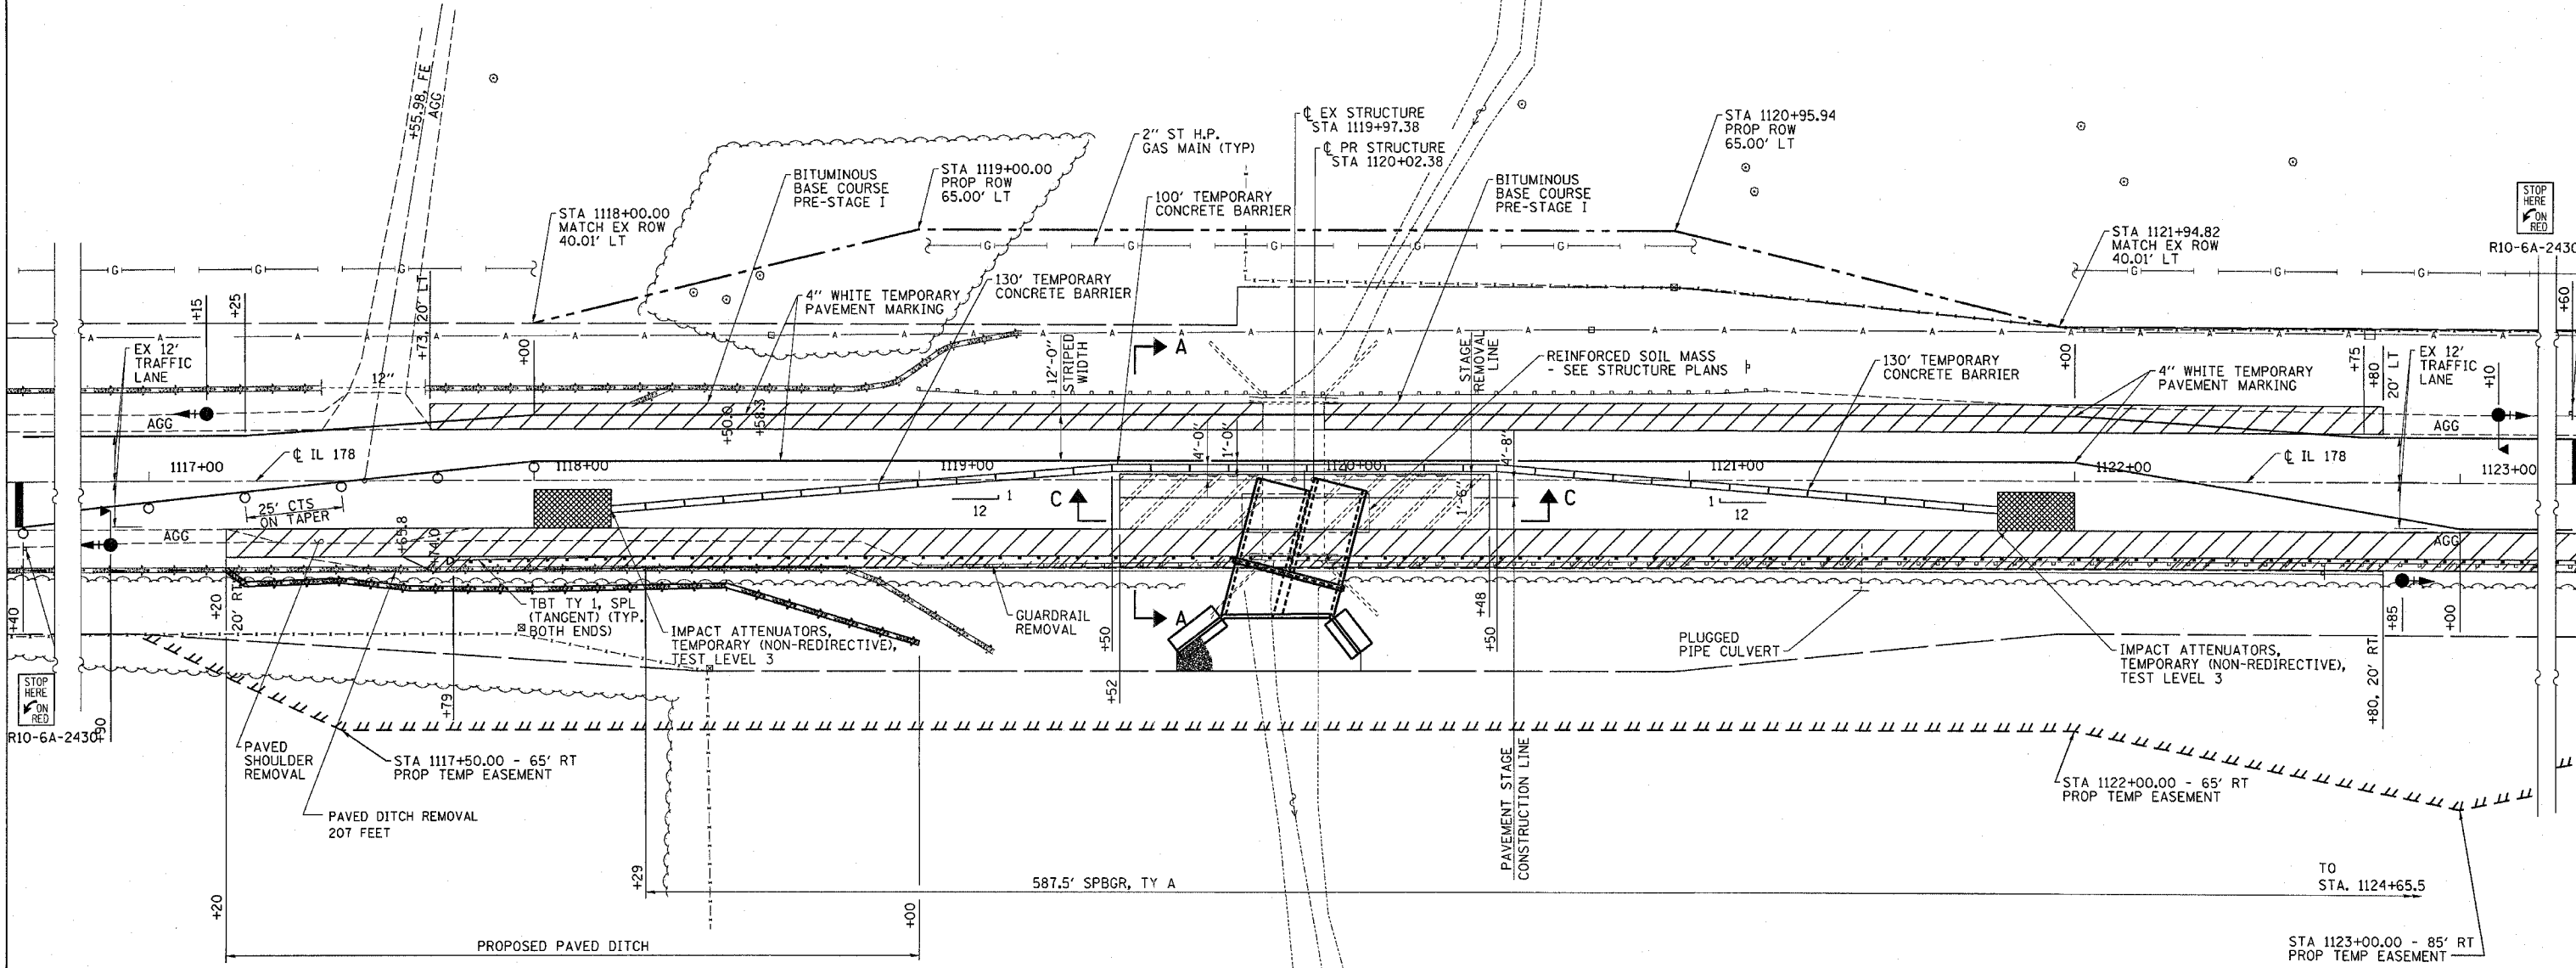 +55.98, FE
AGG
STA 1118+00.00
MATCH EX ROW
40.01' LT
BITUMINOUS
BASE COURSE
PRE-STAGE I
STA 1119+00.00
PROP ROW
65.00' LT
2" ST H.P.
GAS MAIN (TYP)
100' TEMPORARY
CONCRETE BARRIER
℄ EX STRUCTURE
STA 1119+97.38
℄ PR STRUCTURE
STA 1120+02.38
BITUMINOUS
BASE COURSE
PRE-STAGE I
STA 1120+95.94
PROP ROW
65.00' LT
STA 1121+94.82
MATCH EX ROW
40.01' LT
STOP
HERE
ON
RED
R10-6A-2430
G G G G G G G G G G G
+15
+25
+73, 20' LT
+00
4" WHITE TEMPORARY
PAVEMENT MARKING
130' TEMPORARY
CONCRETE BARRIER
12'-0"
STRIPED
WIDTH
A
STAGE
REMOVAL
LINE
REINFORCED SOIL MASS
- SEE STRUCTURE PLANS
130' TEMPORARY
CONCRETE BARRIER
+00
+75
+80
20' LT
EX 12'
TRAFFIC
LANE
4" WHITE TEMPORARY
PAVEMENT MARKING
+10
+60
EX 12'
TRAFFIC
LANE
12"
AGG
+50.0
+58.3
4'-0"
1'-0"
4'-8"
1'-6"
AGG
1117+00
℄ IL 178
1118+00
1119+00
1120+00
1121+00
1122+00
℄ IL 178
1123+00
25' CTS
ON TAPER
1
12
C
C
1
12
AGG
+65.8
+74.0
AGG
+40
+20
20' RT
+79
TBT TY 1, SPL
(TANGENT) (TYP.
BOTH ENDS)
IMPACT ATTENUATORS,
TEMPORARY (NON-REDIRECTIVE),
TEST LEVEL 3
GUARDRAIL
REMOVAL
+50
+52
A
+48
+50
PLUGGED
PIPE CULVERT
IMPACT ATTENUATORS,
TEMPORARY (NON-REDIRECTIVE),
TEST LEVEL 3
+80, 20' RT
+85
+00
STOP
HERE
ON
RED
R10-6A-2430
+90
PAVED
SHOULDER
REMOVAL
STA 1117+50.00 - 65' RT
PROP TEMP EASEMENT
PAVED DITCH REMOVAL
207 FEET
PAVEMENT STAGE
CONSTRUCTION LINE
STA 1122+00.00 - 65' RT
PROP TEMP EASEMENT
+20
+29
587.5' SPBGR, TY A
TO
STA. 1124+65.5
+00
PROPOSED PAVED DITCH
STA 1123+00.00 - 85' RT
PROP TEMP EASEMENT